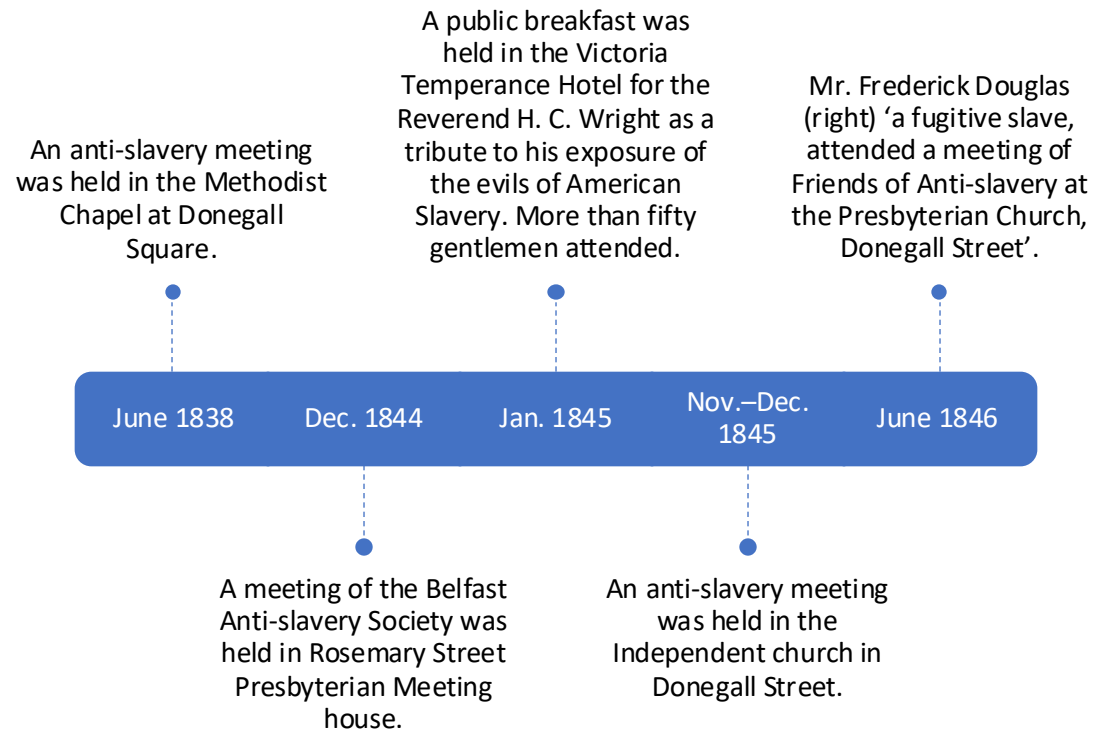 An anti-slavery meeting
was held in the Methodist
Chapel at Donegall
Square.
A public breakfast was
held in the Victoria
Temperance Hotel for the
Reverend H. C. Wright as a
tribute to his exposure of
the evils of American
Slavery. More than fifty
gentlemen attended.
Mr. Frederick Douglas
(right) ‘a fugitive slave,
attended a meeting of
Friends of Anti-slavery at
the Presbyterian Church,
Donegall Street’.
June 1838
Dec. 1844
Jan. 1845
Nov.–Dec.
1845
June 1846
A meeting of the Belfast
Anti-slavery Society was
held in Rosemary Street
Presbyterian Meeting
house.
An anti-slavery meeting
was held in the
Independent church in
Donegall Street.